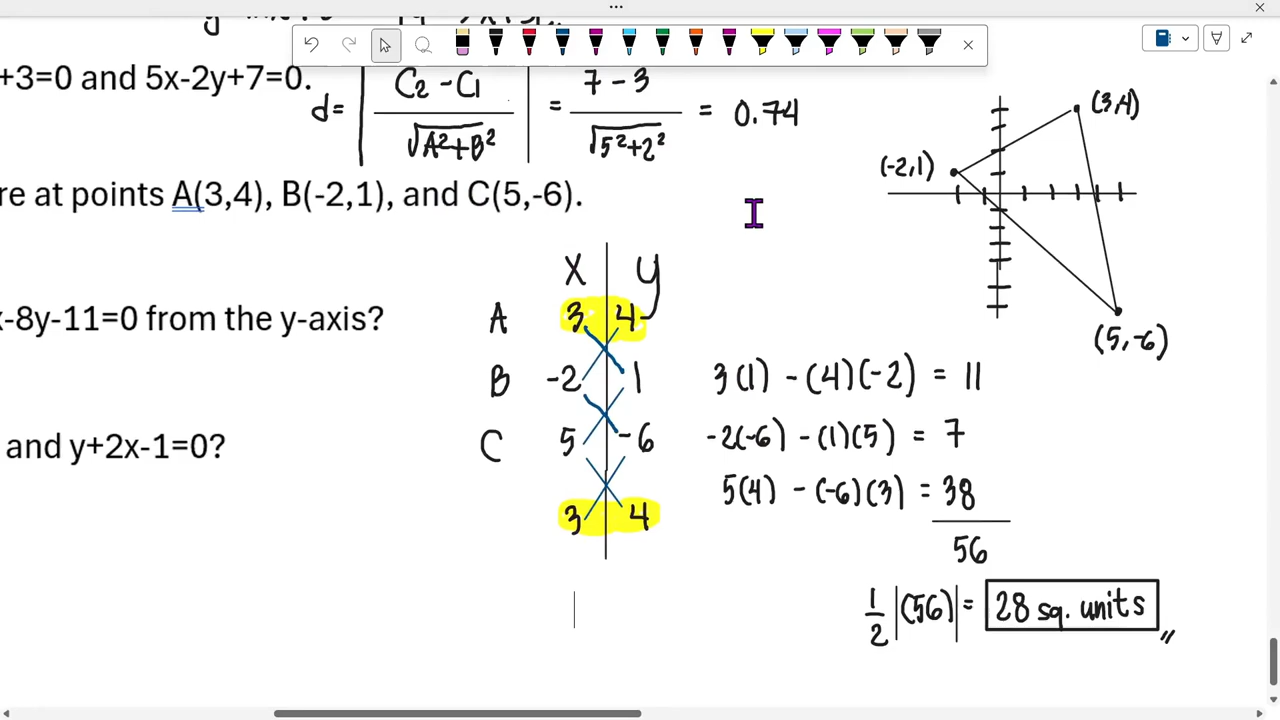 +3=0 and 5x-2y+7=0.
d= | C₂ - C₁ / √A²+B² | = 7 - 3 / √5²+2² = 0.74
(3,4)
(-2,1)
re at points A(3,4), B(-2,1), and C(5,-6).
(5,-6)
x y
A 3 4
x-8y-11=0 from the y-axis?
B -2 1
3(1) - (4)(-2) = 11
C 5 -6
-2(-6) - (1)(5) = 7
and y+2x-1=0?
5(4) - (-6)(3) = 38
3 4
56
1/2 |(56)| = 28 sq. units